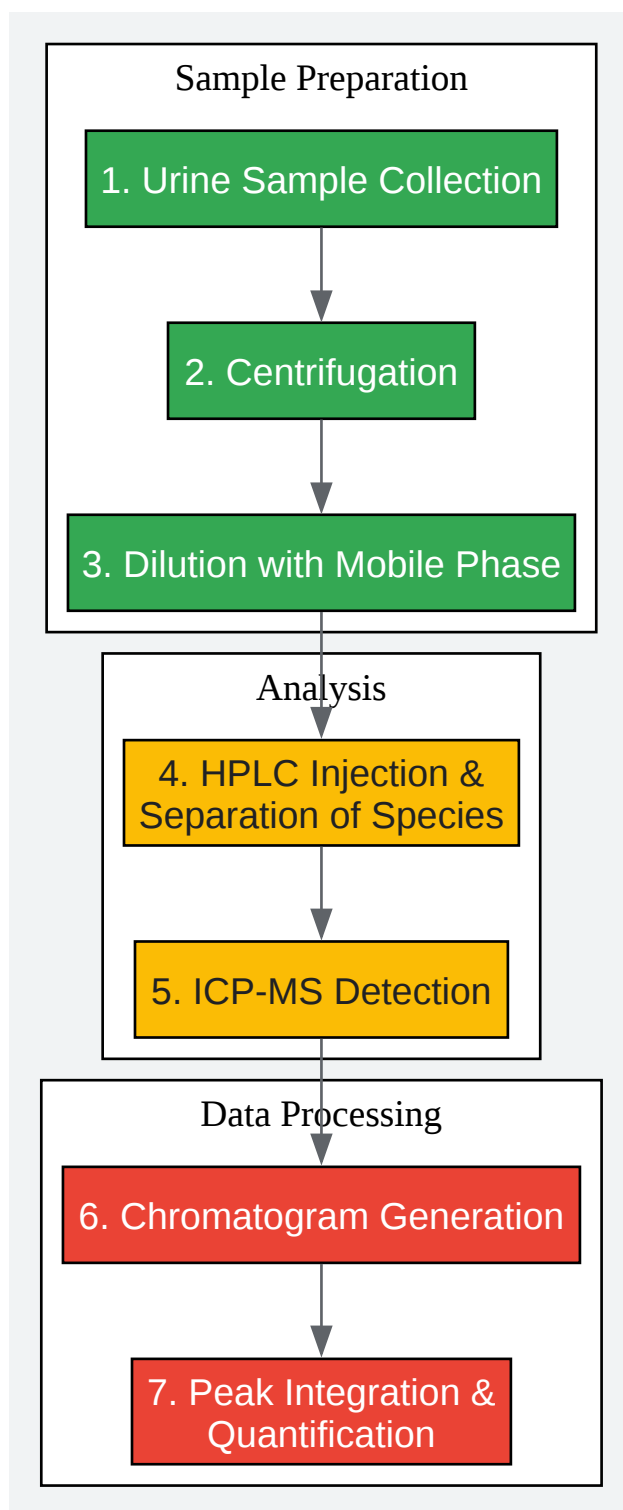 Sample Preparation
1. Urine Sample Collection
2. Centrifugation
3. Dilution with Mobile Phase
Analysis
4. HPLC Injection &
Separation of Species
5. ICP-MS Detection
Data Processing
6. Chromatogram Generation
7. Peak Integration &
Quantification